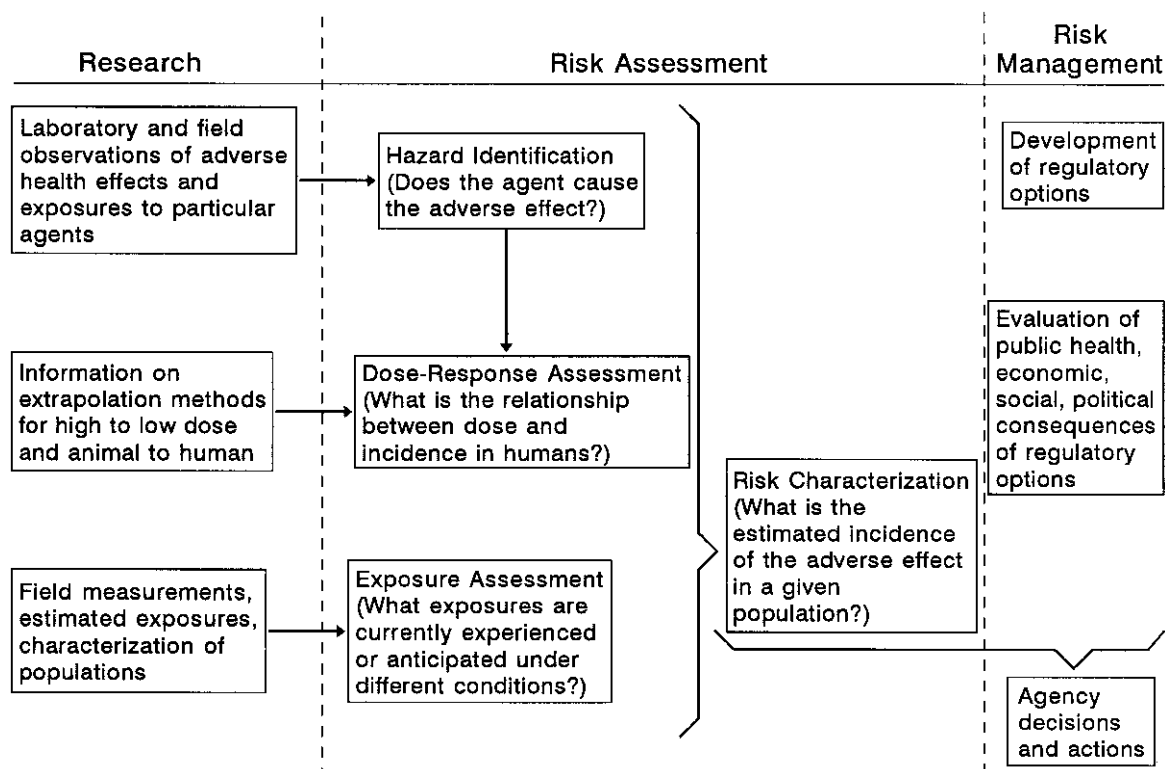 Research
Risk Assessment
Risk
Management
Laboratory and field
observations of adverse
health effects and
exposures to particular
agents
Hazard Identification
(Does the agent cause
the adverse effect?)
Development
of regulatory
options
Information on
extrapolation methods
for high to low dose
and animal to human
Dose-Response Assessment
(What is the relationship
between dose and
incidence in humans?)
Evaluation of
public health,
economic,
social, political
consequences
of regulatory
options
Risk Characterization
(What is the
estimated incidence
of the adverse effect
in a given
population?)
Field measurements,
estimated exposures,
characterization of
populations
Exposure Assessment
(What exposures are
currently experienced
or anticipated under
different conditions?)
Agency
decisions
and actions